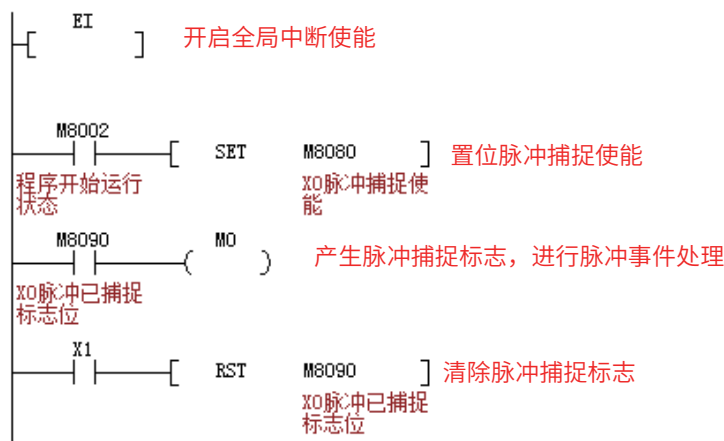 EI
开启全局中断使能
M8002
SET M8080
置位脉冲捕捉使能
程序开始运行
状态
X0脉冲捕捉使
能
M8090
M0
产生脉冲捕捉标志，进行脉冲事件处理
X0脉冲已捕捉
标志位
X1
RST M8090
清除脉冲捕捉标志
X0脉冲已捕捉
标志位